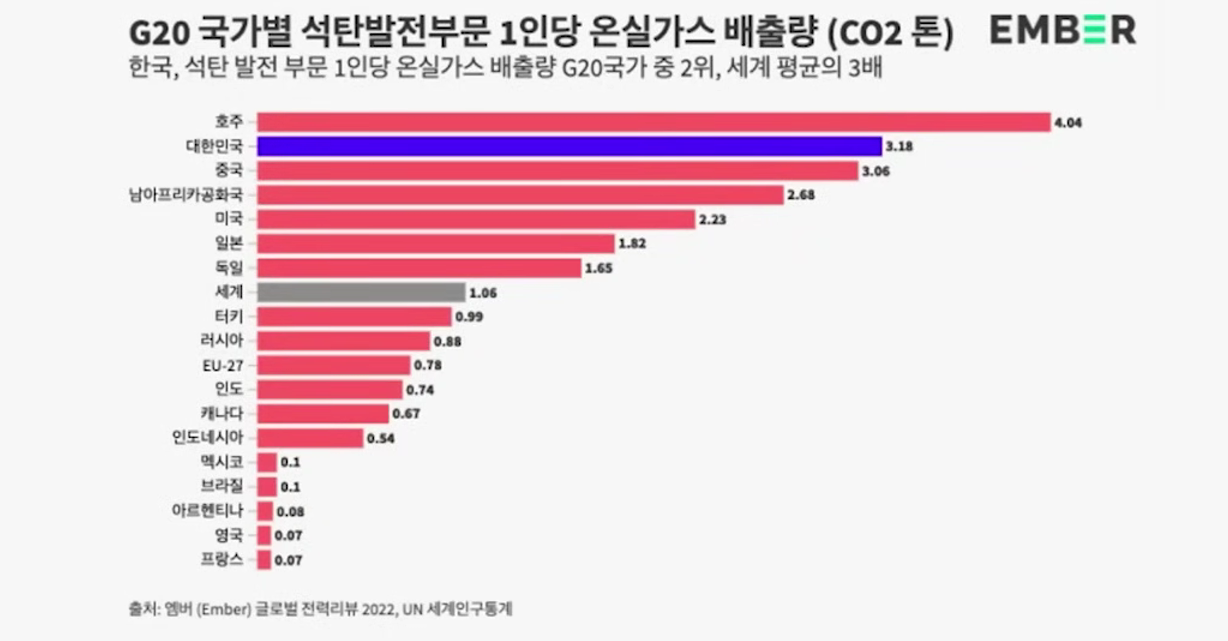 G20 국가별 석탄발전부문 1인당 온실가스 배출량 (CO2 톤)
EMBER
한국, 석탄 발전 부문 1인당 온실가스 배출량 G20국가 중 2위, 세계 평균의 3배
호주 4.04
대한민국 3.18
중국 3.06
남아프리카공화국 2.68
미국 2.23
일본 1.82
독일 1.65
세계 1.06
터키 0.99
러시아 0.88
EU-27 0.78
인도 0.74
캐나다 0.67
인도네시아 0.54
멕시코 0.1
브라질 0.1
아르헨티나 0.08
영국 0.07
프랑스 0.07
출처: 엠버 (Ember) 글로벌 전력리뷰 2022, UN 세계인구통계